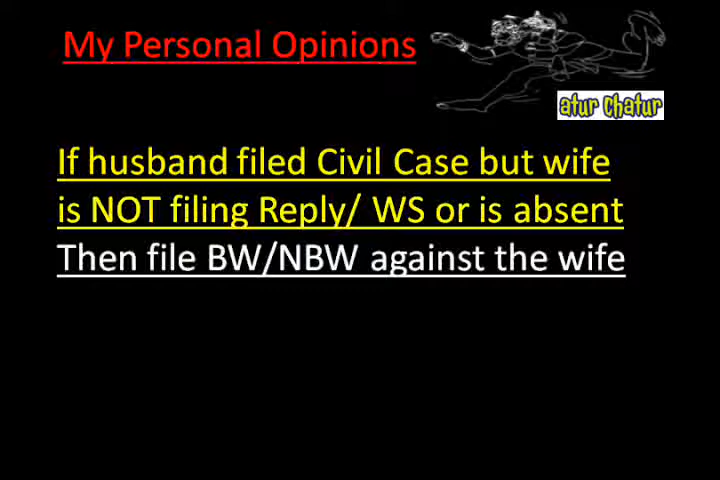 My Personal Opinions
atur chatur
If husband filed Civil Case but wife
is NOT filing Reply/ WS or is absent
Then file BW/NBW against the wife